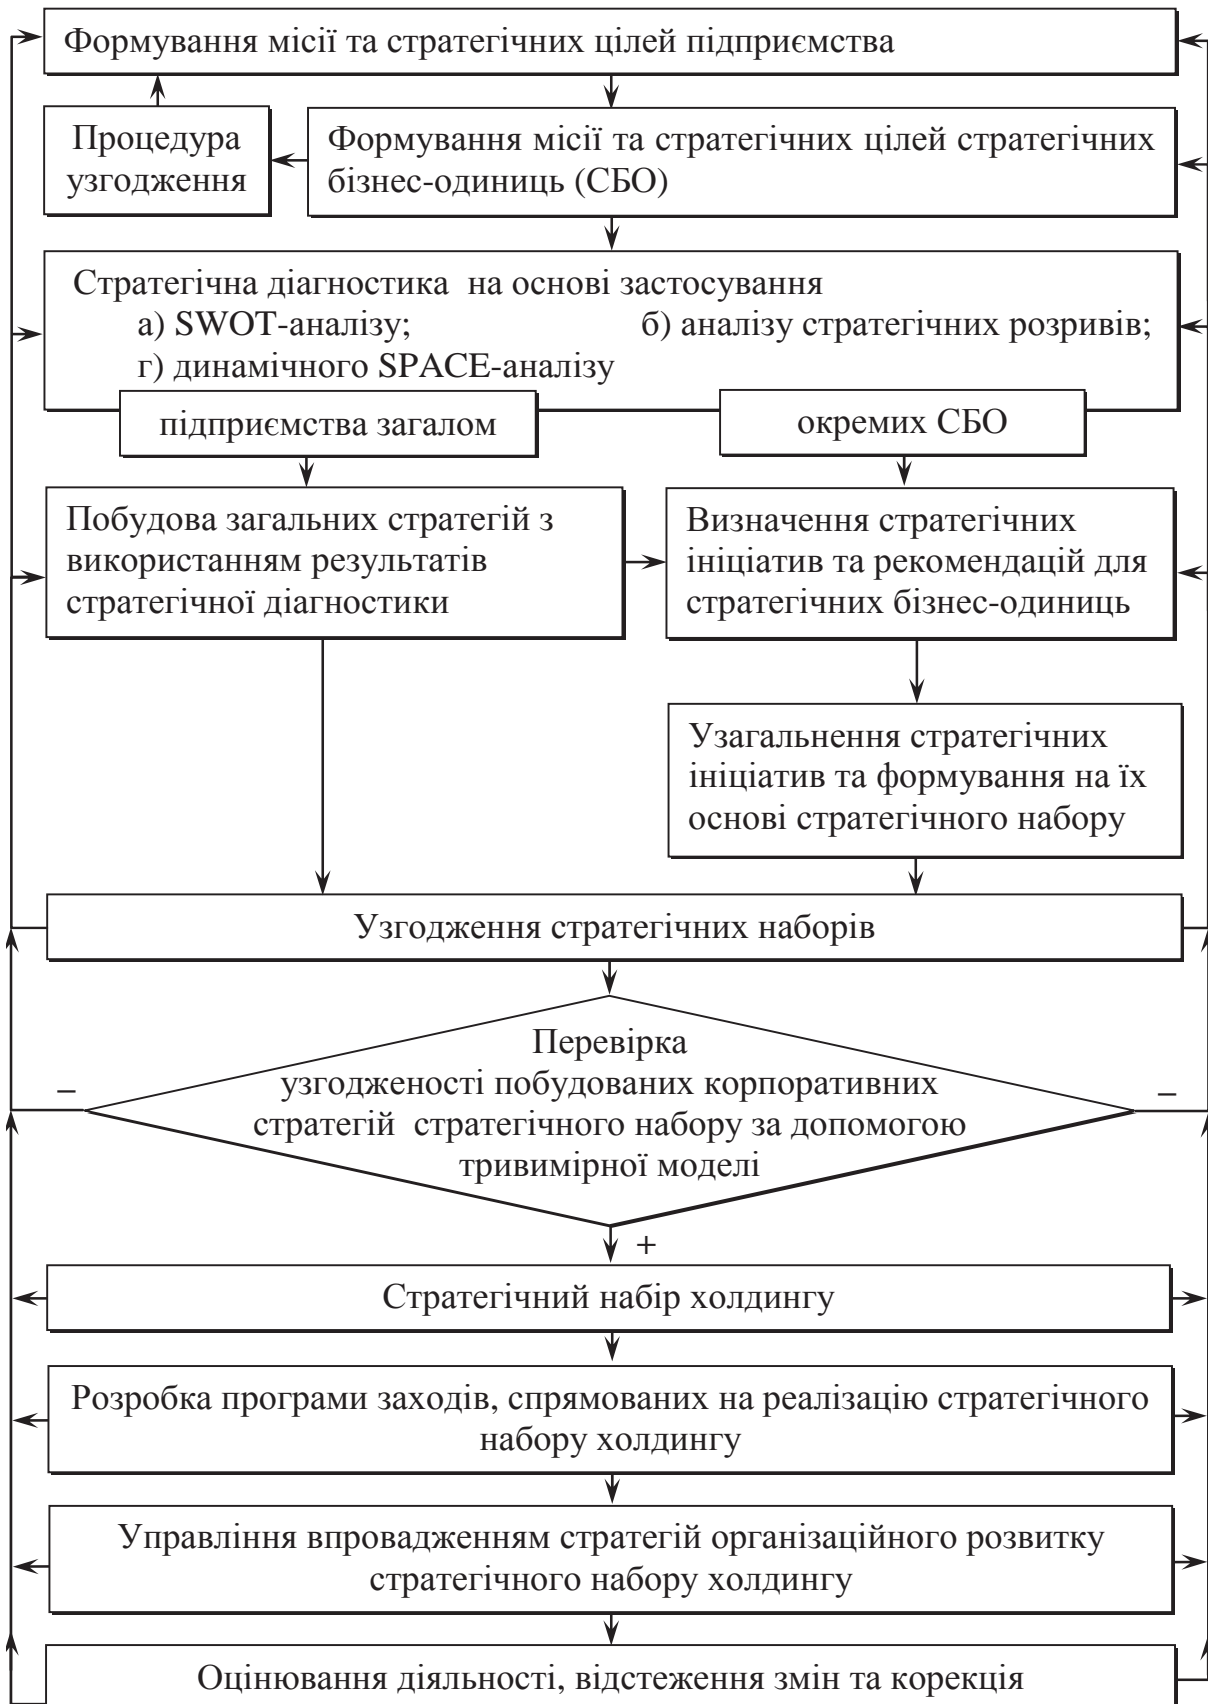 Формування місії та стратегічних цілей підприємства
Процедура
узгодження
Формування місії та стратегічних цілей стратегічних
бізнес-одиниць (СБО)
Стратегічна діагностика на основі застосування
а) SWOT-аналізу; б) аналізу стратегічних розривів;
г) динамічного SPACE-аналізу
підприємства загалом
окремих СБО
Побудова загальних стратегій з
використанням результатів
стратегічної діагностики
Визначення стратегічних
ініціатив та рекомендацій для
стратегічних бізнес-одиниць
Узагальнення стратегічних
ініціатив та формування на їх
основі стратегічного набору
Узгодження стратегічних наборів
Перевірка
узгодженості побудованих корпоративних
стратегій стратегічного набору за допомогою
тривимірної моделі
–
–
+
Стратегічний набір холдингу
Розробка програми заходів, спрямованих на реалізацію стратегічного
набору холдингу
Управління впровадженням стратегій організаційного розвитку
стратегічного набору холдингу
Оцінювання діяльності, відстеження змін та корекція